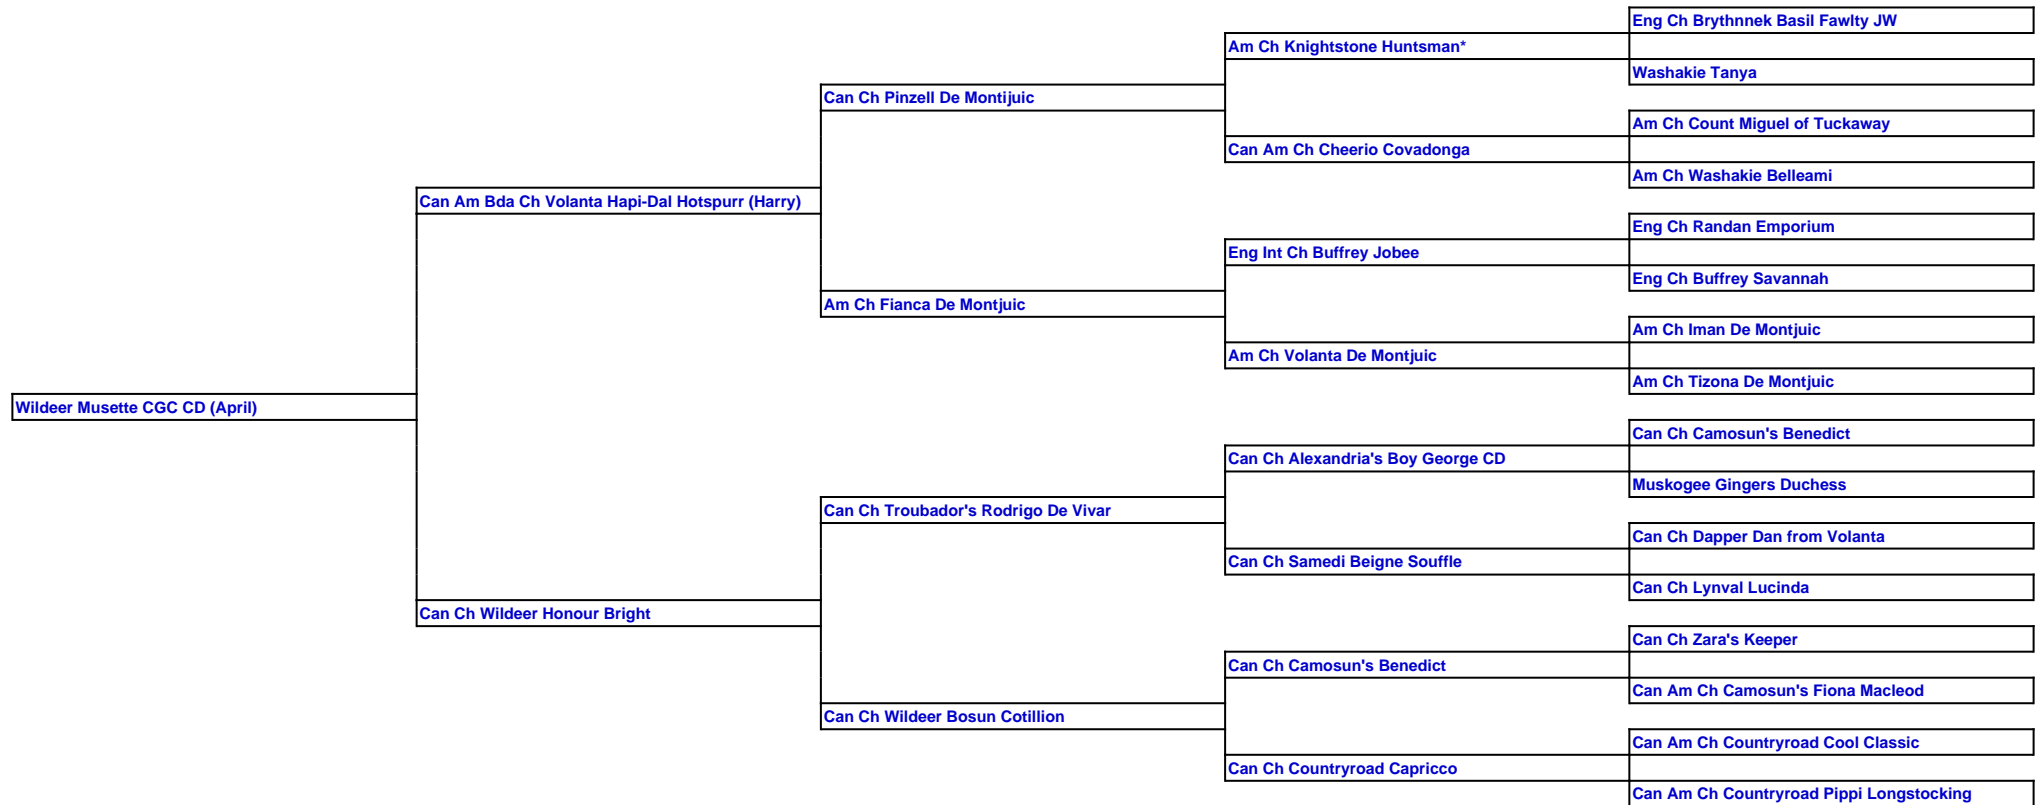 Eng Ch Brythnnek Basil Fawlty JW
Am Ch Knightstone Huntsman*
Washakie Tanya
Can Ch Pinzell De Montijuic
Am Ch Count Miguel of Tuckaway
Can Am Ch Cheerio Covadonga
Am Ch Washakie Belleami
Can Am Bda Ch Volanta Hapi-Dal Hotspurr (Harry)
Eng Ch Randan Emporium
Eng Int Ch Buffrey Jobee
Eng Ch Buffrey Savannah
Am Ch Fianca De Montjuic
Am Ch Iman De Montjuic
Am Ch Volanta De Montjuic
Am Ch Tizona De Montjuic
Wildeer Musette CGC CD (April)
Can Ch Camosun's Benedict
Can Ch Alexandria's Boy George CD
Muskogee Gingers Duchess
Can Ch Troubador's Rodrigo De Vivar
Can Ch Dapper Dan from Volanta
Can Ch Samedi Beigne Souffle
Can Ch Lynval Lucinda
Can Ch Wildeer Honour Bright
Can Ch Zara's Keeper
Can Ch Camosun's Benedict
Can Am Ch Camosun's Fiona Macleod
Can Ch Wildeer Bosun Cotillion
Can Am Ch Countryroad Cool Classic
Can Ch Countryroad Capricco
Can Am Ch Countryroad Pippi Longstocking